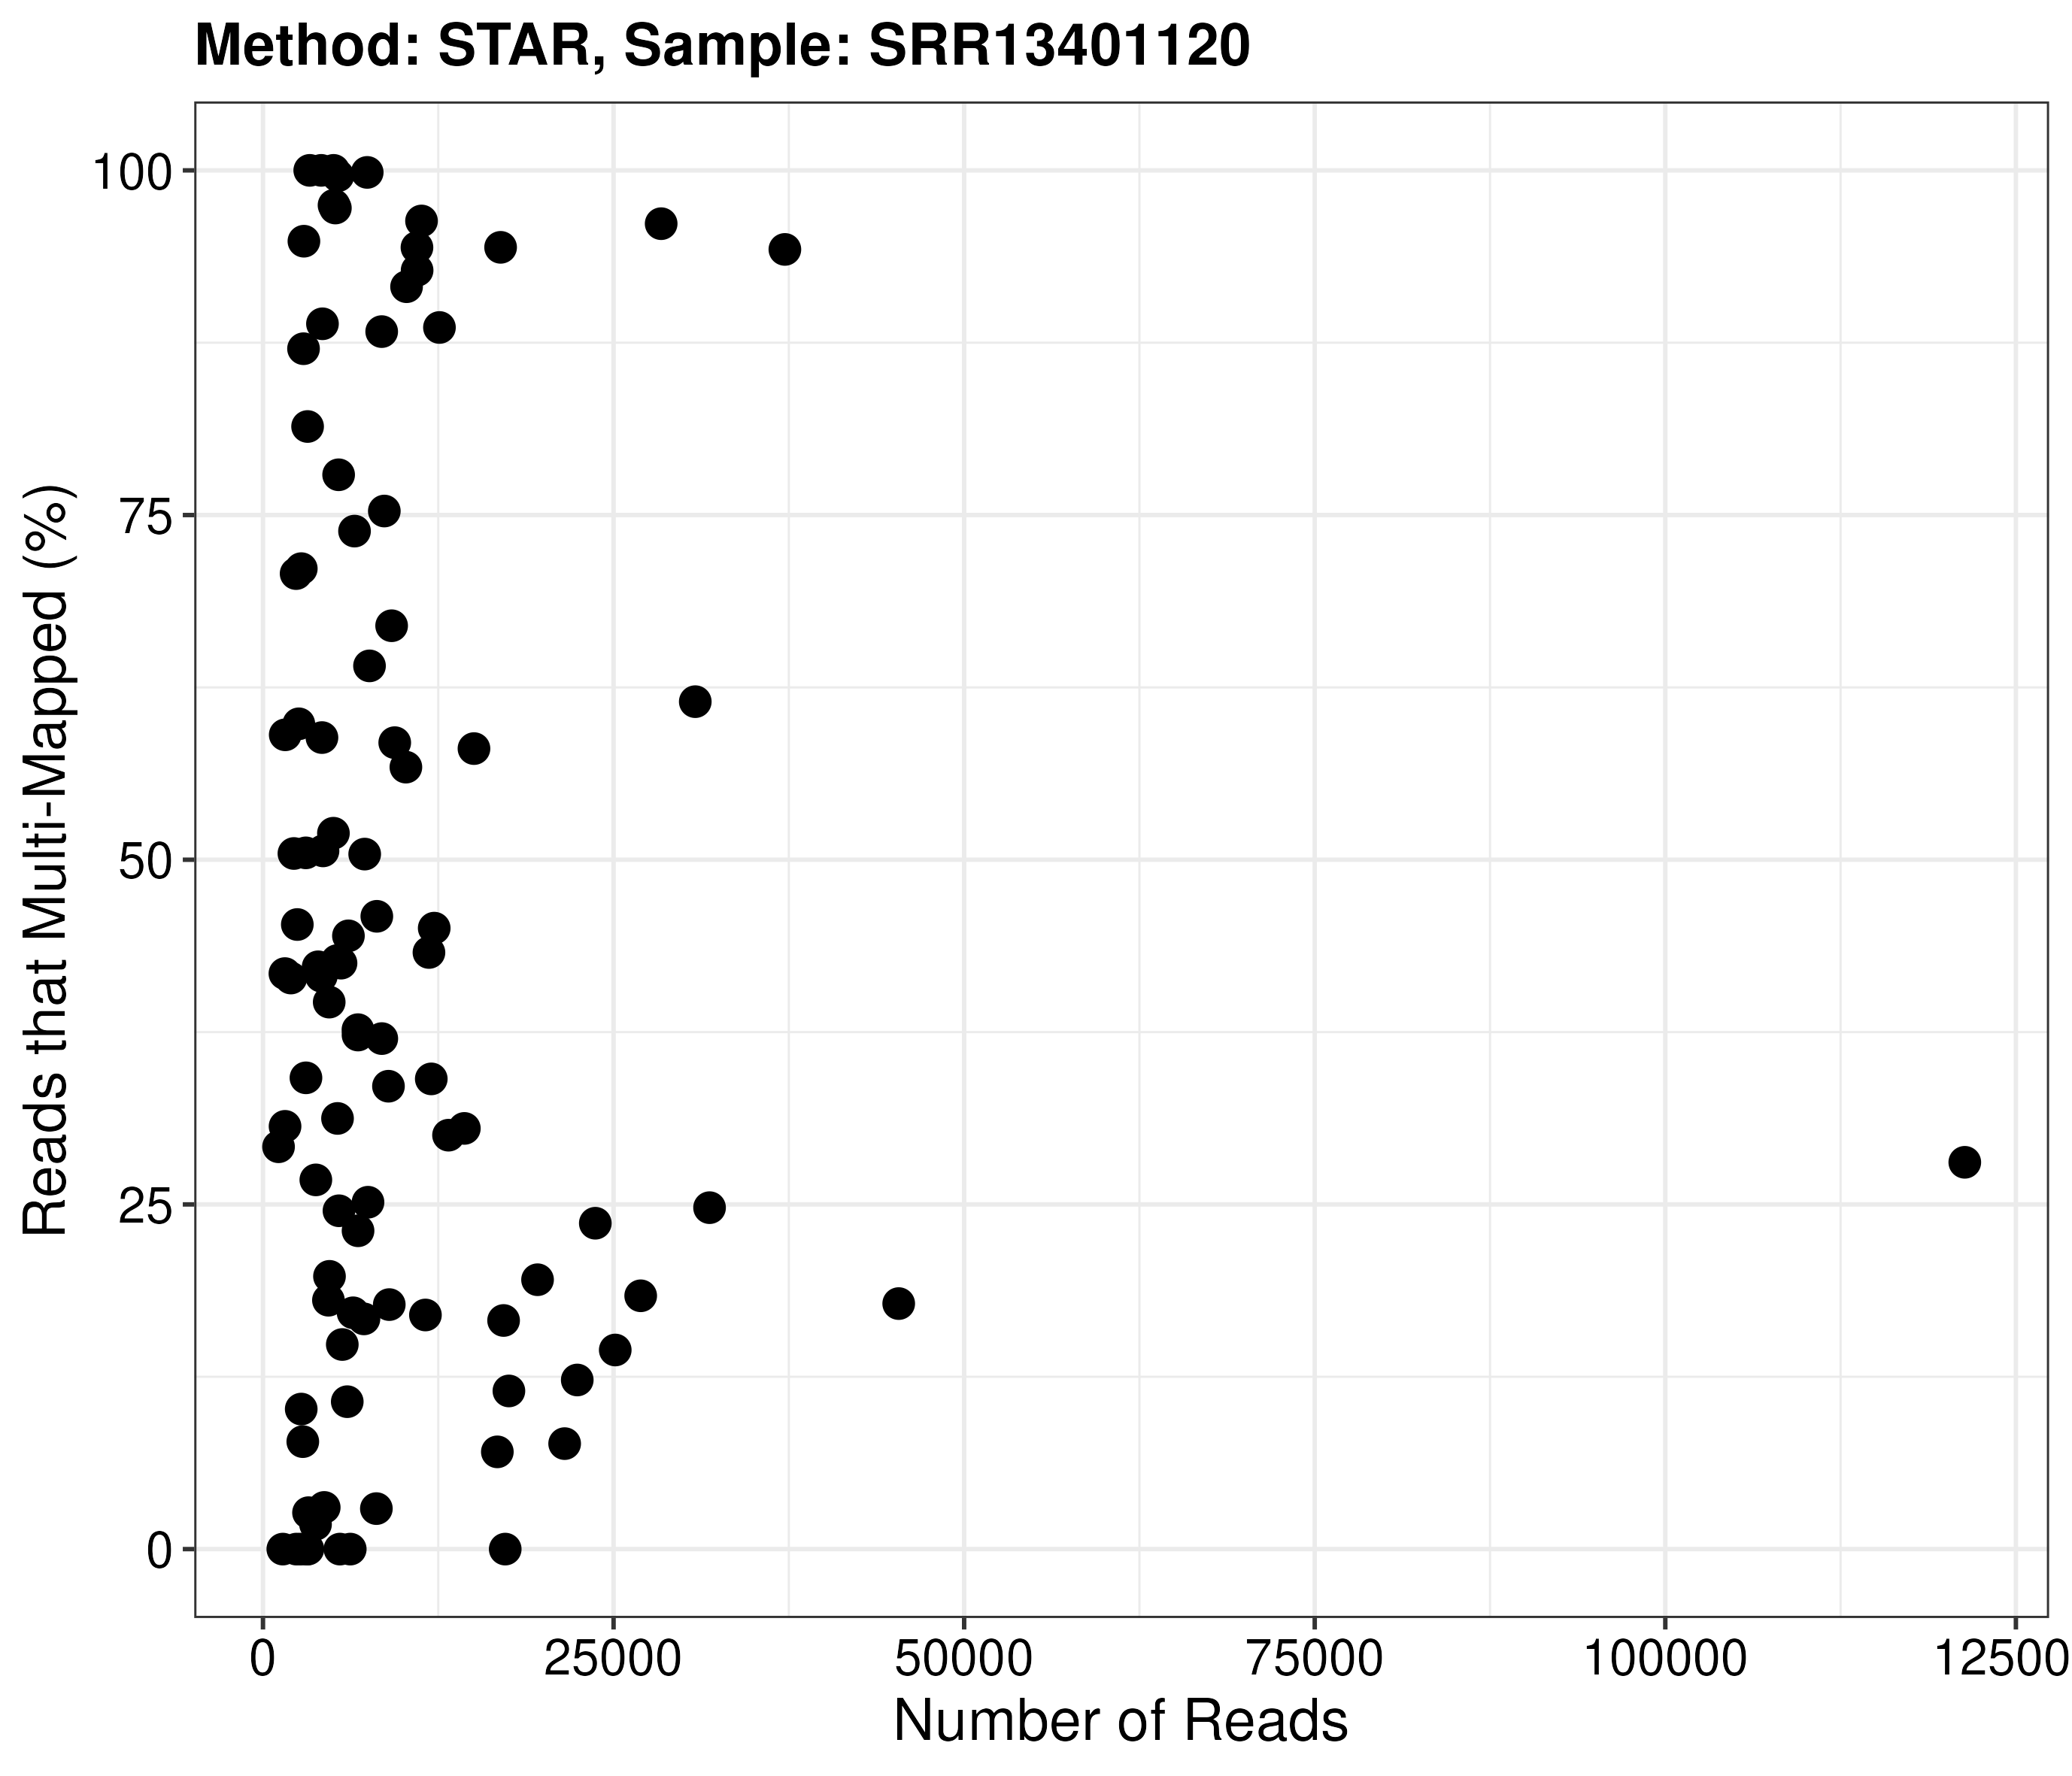 Method: STAR, Sample: SRR13401120
Reads that Multi-Mapped (%)
100
75
50
25
0
0 25000 50000 75000 100000 12500
Number of Reads